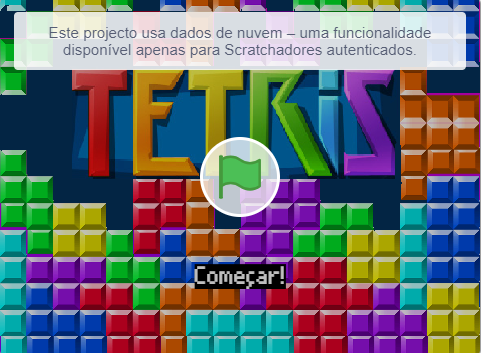 Este projecto usa dados de nuvem – uma funcionalidade
disponível apenas para Scratchadores autenticados.
TETRIS
Começar!